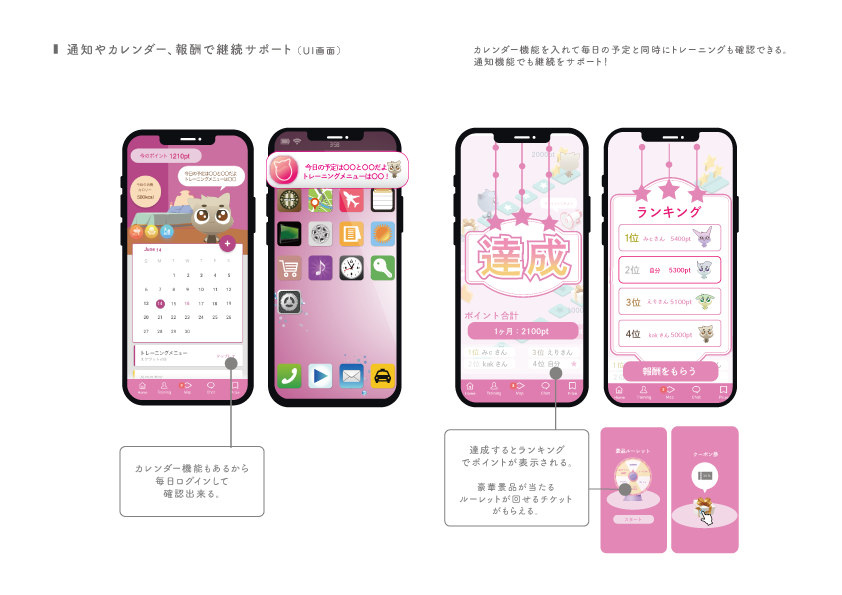 通知やカレンダー、報酬で継続サポート（UI画面）
カレンダー機能を入れて毎日の予定と同時にトレーニングも確認できる。
通知機能でも継続をサポート！
今のポイント 1210pt
今日の予定は〇〇と〇〇だよ
トレーニングメニューは〇〇！
500kcal
June 14
1 2 3 4 5
6 7 8 9 10 11 12
13 14 15 16 17 18 19
20 21 22 23 24 25 26
27 28 29 30
トレーニングメニュー
Home Training Map Chat
今日の予定は〇〇と〇〇だよ
トレーニングメニューは〇〇！
達成
ポイント合計
1ヶ月：2100pt
1位 みこさん
3位 えりさん
kakさん
4位 自分
Home Training Map Chat
ランキング
1位 みこさん 5400pt
2位 自分 5300pt
3位 えりさん 5100pt
4位 kakさん 5000pt
報酬をもらう
Home Training Map Chat
カレンダー機能もあるから
毎日ログインして
確認出来る。
達成するとランキング
でポイントが表示される。
豪華景品が当たる
ルーレットが回せるチケット
がもらえる。
景品ルーレット
スタート
クーポン券